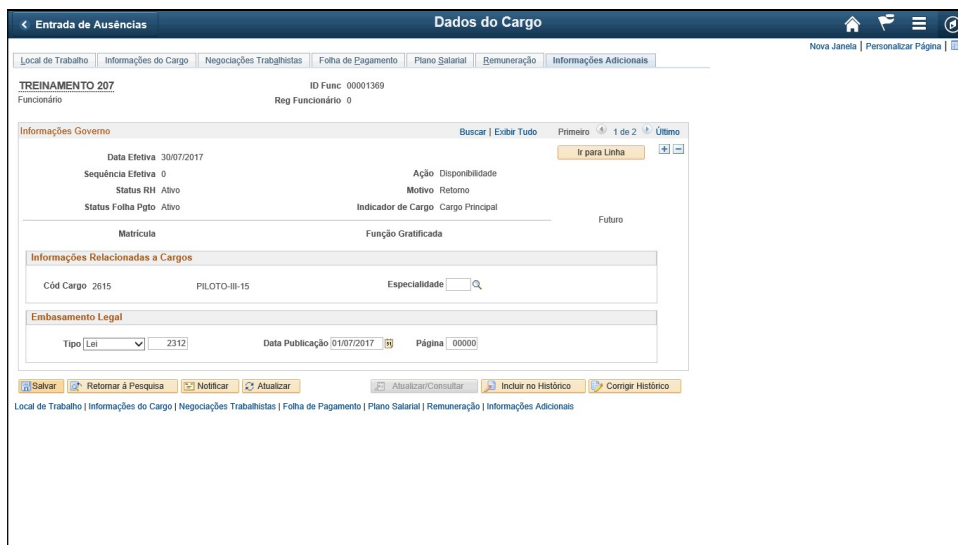 Entrada de Ausências Dados do Cargo
Nova Janela | Personalizar Página |
Local de Trabalho Informações do Cargo Negociações Trabalhistas Folha de Pagamento Plano Salarial Remuneração Informações Adicionais
TREINAMENTO 207 ID Func 00001369
Funcionário Reg Funcionário 0
Informações Governo Buscar | Exibir Tudo Primeiro 1 de 2 Último
Ir para Linha
Data Efetiva 30/07/2017
Sequência Efetiva 0 Ação Disponibilidade
Status RH Ativo Motivo Retorno
Status Folha Pgto Ativo Indicador de Cargo Cargo Principal
Futuro
Matrícula Função Gratificada
Informações Relacionadas a Cargos
Cód Cargo 2615 PILOTO-III-15 Especialidade
Embasamento Legal
Tipo Lei 2312 Data Publicação 01/07/2017 Página 00000
Salvar Retornar à Pesquisa Notificar Atualizar Atualizar/Consultar Incluir no Histórico Corrigir Histórico
Local de Trabalho | Informações do Cargo | Negociações Trabalhistas | Folha de Pagamento | Plano Salarial | Remuneração | Informações Adicionais